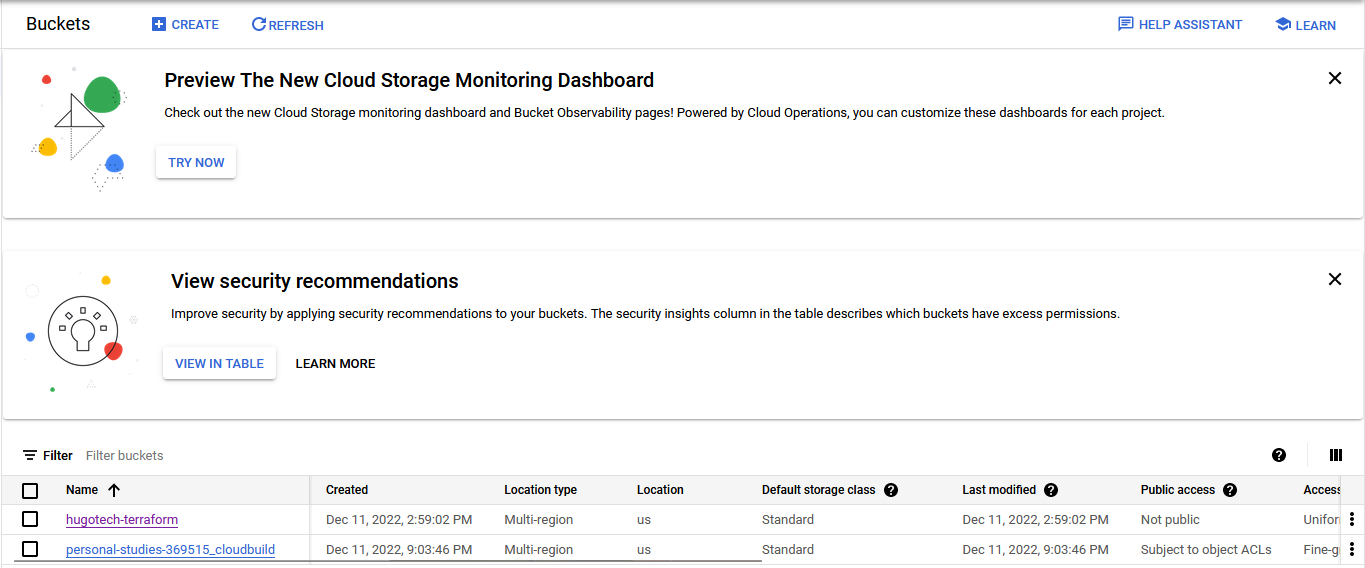 Buckets CREATE REFRESH HELP ASSISTANT LEARN
Preview The New Cloud Storage Monitoring Dashboard
Check out the new Cloud Storage monitoring dashboard and Bucket Observability pages! Powered by Cloud Operations, you can customize these dashboards for each project.
TRY NOW
View security recommendations
Improve security by applying security recommendations to your buckets. The security insights column in the table describes which buckets have excess permissions.
VIEW IN TABLE LEARN MORE
Filter Filter buckets
Name Created Location type Location Default storage class Last modified Public access Access
hugotech-terraform Dec 11, 2022, 2:59:02 PM Multi-region us Standard Dec 11, 2022, 2:59:02 PM Not public Unifor
personal-studies-369515_cloudbuild Dec 11, 2022, 9:03:46 PM Multi-region us Standard Dec 11, 2022, 9:03:46 PM Subject to object ACLs Fine-g